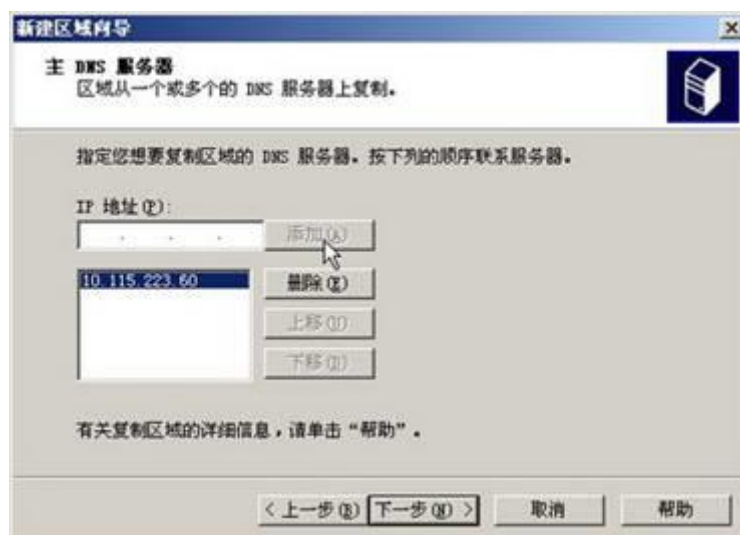 新建区域向导
主 DNS 服务器
区域从一个或多个的 DNS 服务器上复制。
指定您想要复制区域的 DNS 服务器。按下列的顺序联系服务器。
IP 地址(P):
添加(A)
10.115.223.60
删除(E)
上移(U)
下移(D)
有关复制区域的详细信息，请单击“帮助”。
< 上一步(B) 下一步(N) > 取消 帮助